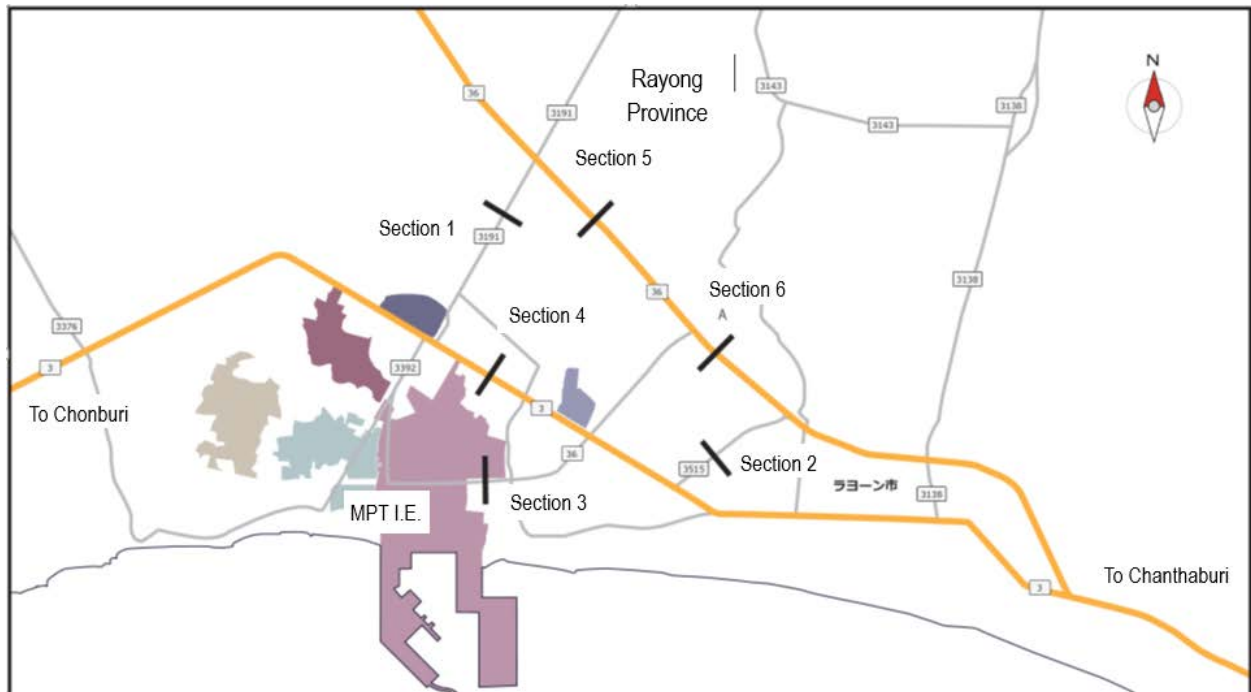 N
Rayong
Province
3143
3138
36
3191
3143
Section 5
Section 1
3191
3138
36
Section 6
A
Section 4
3376
3
3392
3
To Chonburi
36
3515
Section 2
ラヨーン市
3138
Section 3
MPT I.E.
3
To Chanthaburi